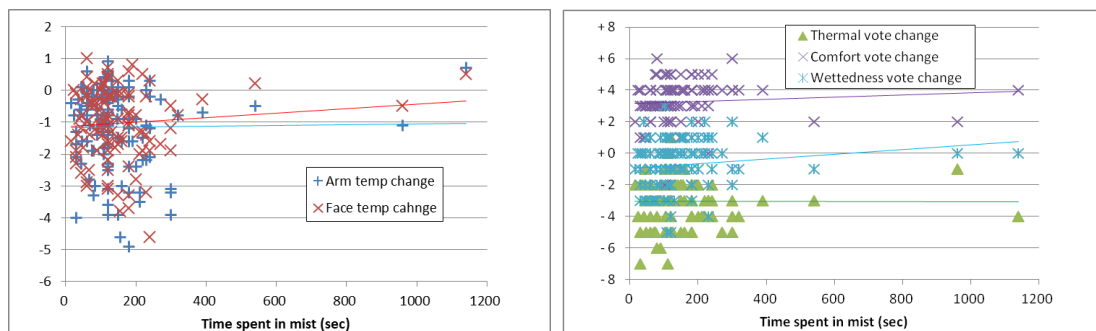 2
1
0
-1
-2
-3
-4
-5
-6
0 200 400 600 800 1000 1200
Time spent in mist (sec)
Arm temp change
Face temp cahnge
+ 8
+ 6
+ 4
+ 2
+ 0
- 2
- 4
- 6
- 8
0 200 400 600 800 1000 1200
Time spent in mist (sec)
Thermal vote change
Comfort vote change
Wettedness vote change